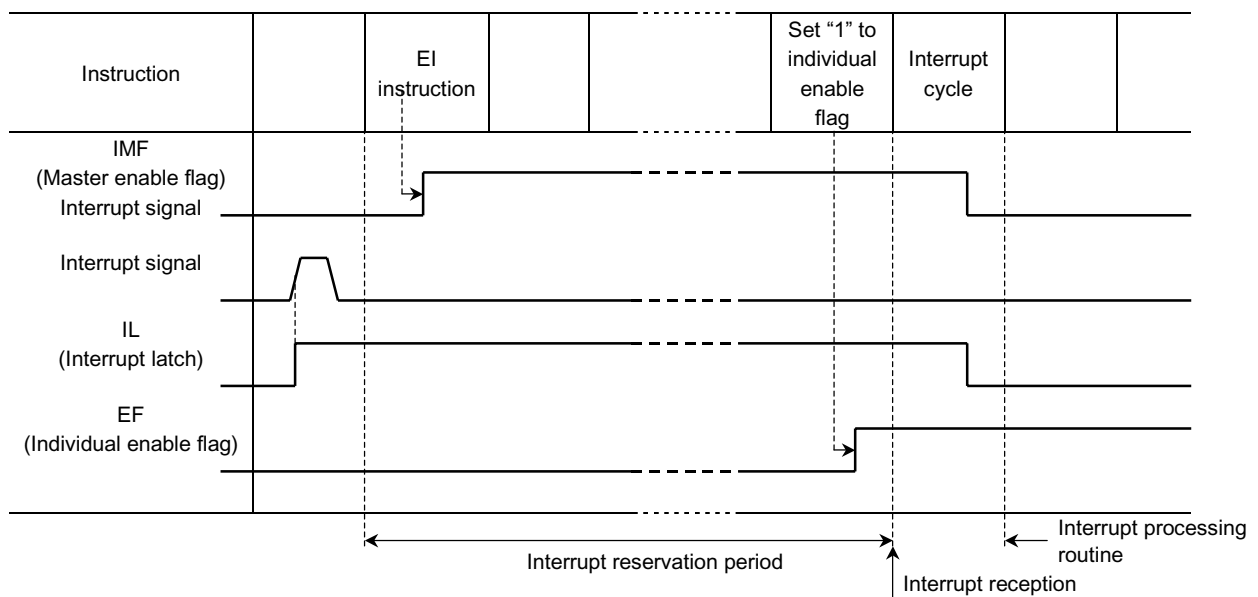 Instruction
EI
instruction
Set “1” to
individual
enable
flag
Interrupt
cycle
IMF
(Master enable flag)
Interrupt signal
Interrupt signal
IL
(Interrupt latch)
EF
(Individual enable flag)
Interrupt reservation period
Interrupt processing
routine
Interrupt reception